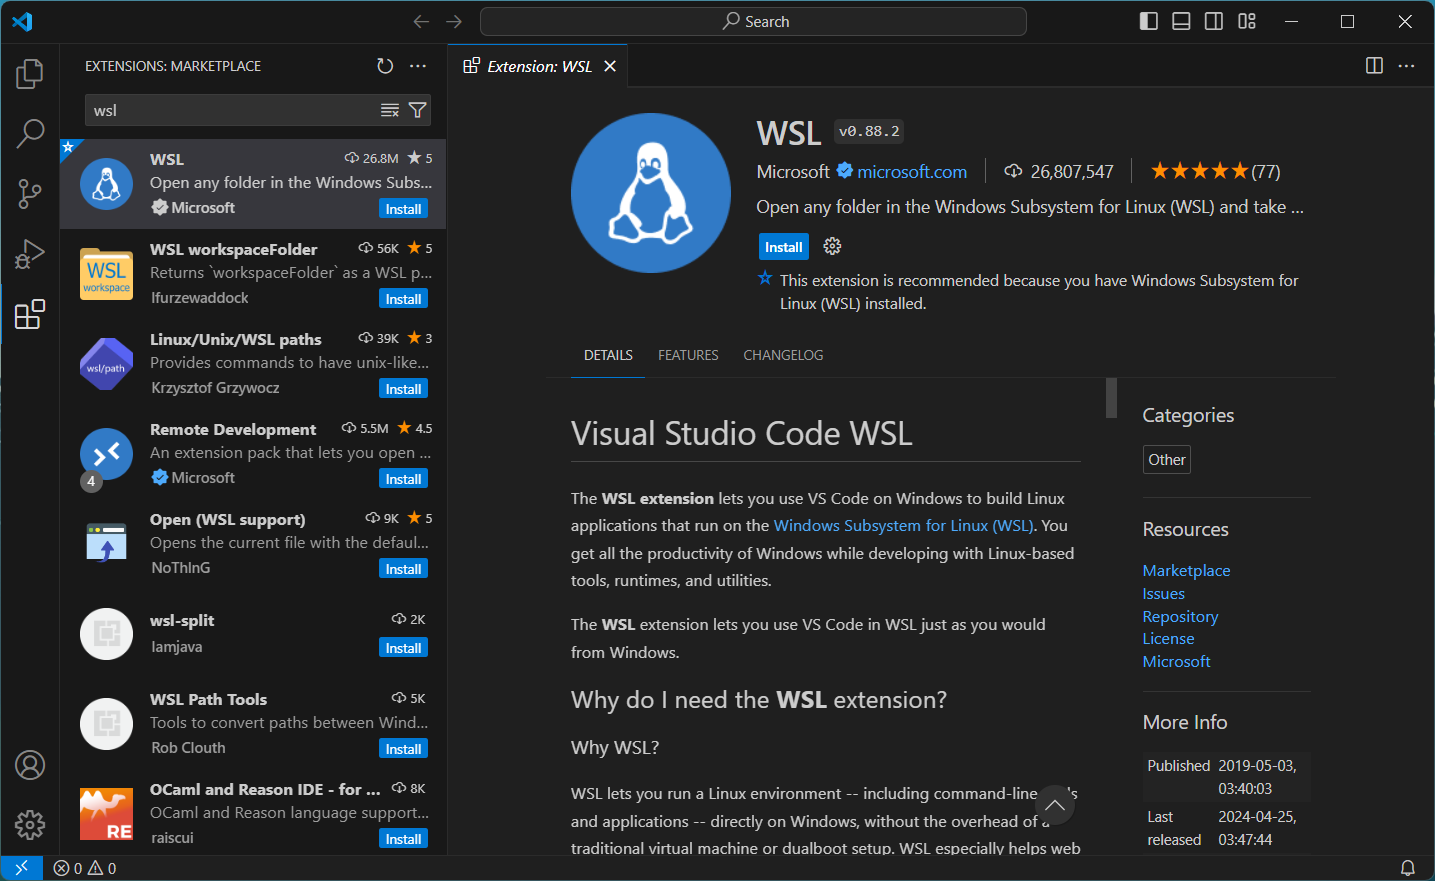 Search
EXTENSIONS: MARKETPLACE
wsl
WSL 26.8M 5
Open any folder in the Windows Subs...
Microsoft Install
WSL workspace
WSL workspaceFolder 56K 5
Returns `workspaceFolder` as a WSL p...
lfurzewaddock Install
wsl/path
Linux/Unix/WSL paths 39K 3
Provides commands to have unix-like...
Krzysztof Grzywocz Install
Remote Development 5.5M 4.5
An extension pack that lets you open ...
4
Microsoft Install
Open (WSL support) 9K 5
Opens the current file with the defaul...
NoThInG Install
wsl-split 2K
Iamjava Install
WSL Path Tools 5K
Tools to convert paths between Wind...
Rob Clouth Install
OCaml and Reason IDE - for ... 8K
OCaml and Reason language support...
RE
raiscui Install
0 0
Extension: WSL
WSL v0.88.2
Microsoft microsoft.com 26,807,547 (77)
Open any folder in the Windows Subsystem for Linux (WSL) and take ...
Install
This extension is recommended because you have Windows Subsystem for
Linux (WSL) installed.
DETAILS FEATURES CHANGELOG
Visual Studio Code WSL
The WSL extension lets you use VS Code on Windows to build Linux
applications that run on the Windows Subsystem for Linux (WSL). You
get all the productivity of Windows while developing with Linux-based
tools, runtimes, and utilities.
The WSL extension lets you use VS Code in WSL just as you would
from Windows.
Why do I need the WSL extension?
Why WSL?
WSL lets you run a Linux environment -- including command-line
and applications -- directly on Windows, without the overhead of a
traditional virtual machine or dualboot setup. WSL especially helps web
Categories
Other
Resources
Marketplace
Issues
Repository
License
Microsoft
More Info
Published 2019-05-03,
03:40:03
Last 2024-04-25,
released 03:47:44